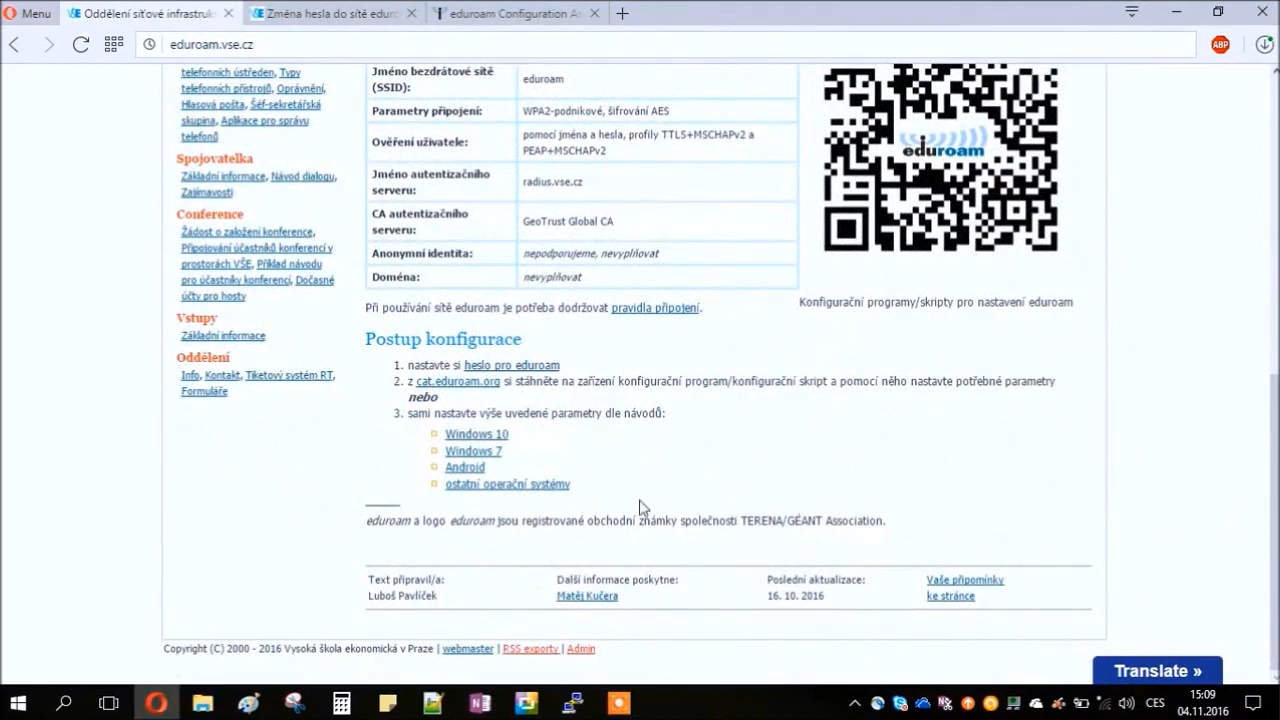 Menu
Oddělení síťové infrastruk
Změna hesla do sítě eduro
eduroam Configuration As
eduroam.vse.cz
ABP
telefonních ústředen, Typy
telefonních přístrojů, Oprávnění,
Hlasová pošta, Šéf-sekretářská
skupina, Aplikace pro správu
telefonů
Spojovatelka
Základní informace, Návod dialogu,
Zajímavosti
Conference
Žádost o založení konference,
Připojování účastníků konferencí v
prostorách VŠE, Příklad návodu
pro účastníky konferencí, Dočasné
účty pro hosty
Vstupy
Základní informace
Oddělení
Info, Kontakt, Tiketový systém RT,
Formuláře
Jméno bezdrátové sítě
(SSID):
eduroam
Parametry připojení:
WPA2-podnikové, šifrování AES
Ověření uživatele:
pomocí jména a hesla, profily TTLS+MSCHAPv2 a
PEAP+MSCHAPv2
Jméno autentizačního
serveru:
radius.vse.cz
CA autentizačního
serveru:
GeoTrust Global CA
Anonymní identita:
nepodporujeme, nevyplňovat
Doména:
nevyplňovat
eduroam
Konfigurační programy/skripty pro nastavení eduroam
Při používání sítě eduroam je potřeba dodržovat pravidla připojení.
Postup konfigurace
1. nastavte si heslo pro eduroam
2. z cat.eduroam.org si stáhněte na zařízení konfigurační program/konfigurační skript a pomocí něho nastavte potřebné parametry
nebo
3. sami nastavte výše uvedené parametry dle návodů:
Windows 10
Windows 7
Android
ostatní operační systémy
eduroam a logo eduroam jsou registrované obchodní známky společnosti TERENA/GÉANT Association.
Text připravil/a:
Luboš Pavlíček
Další informace poskytne:
Matěj Kučera
Poslední aktualizace:
16. 10. 2016
Vaše připomínky
ke stránce
Copyright (C) 2000 - 2016 Vysoká škola ekonomická v Praze | webmaster | RSS exporty | Admin
Translate »
CES
15:09
04.11.2016